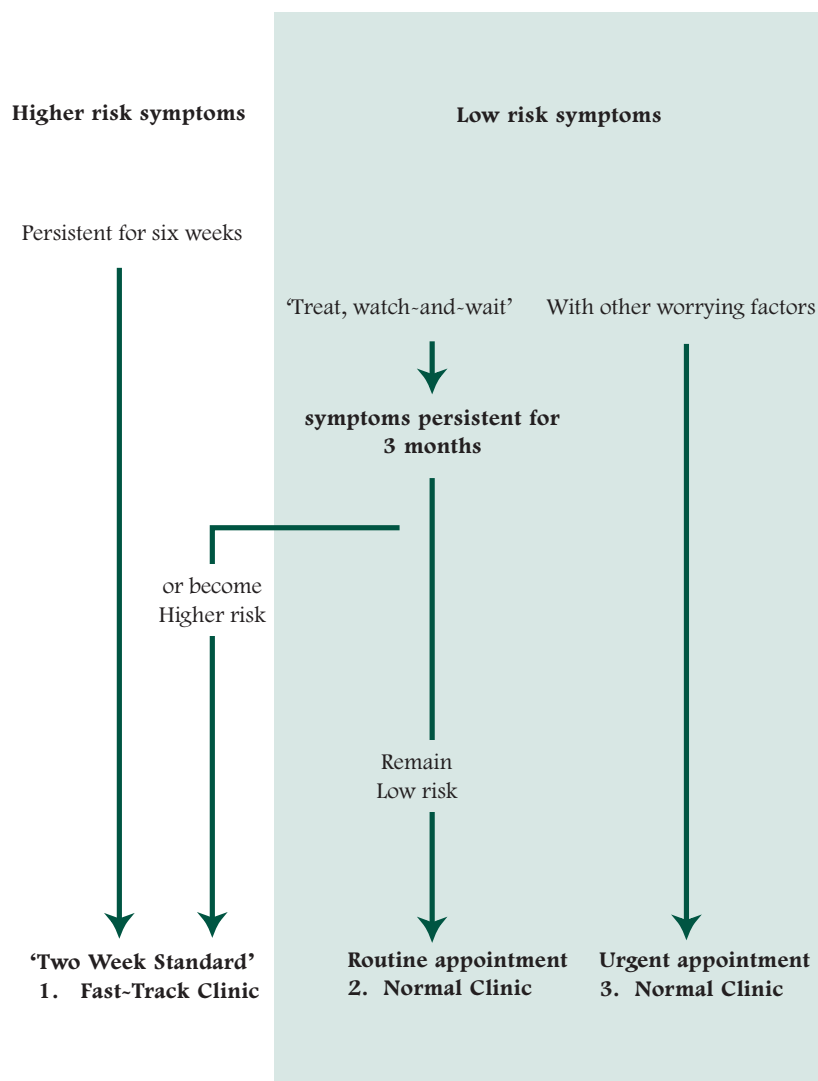 Higher risk symptoms
Low risk symptoms
Persistent for six weeks
‘Treat, watch-and-wait’
With other worrying factors
symptoms persistent for
3 months
or become
Higher risk
Remain
Low risk
‘Two Week Standard’
1. Fast-Track Clinic
Routine appointment
2. Normal Clinic
Urgent appointment
3. Normal Clinic